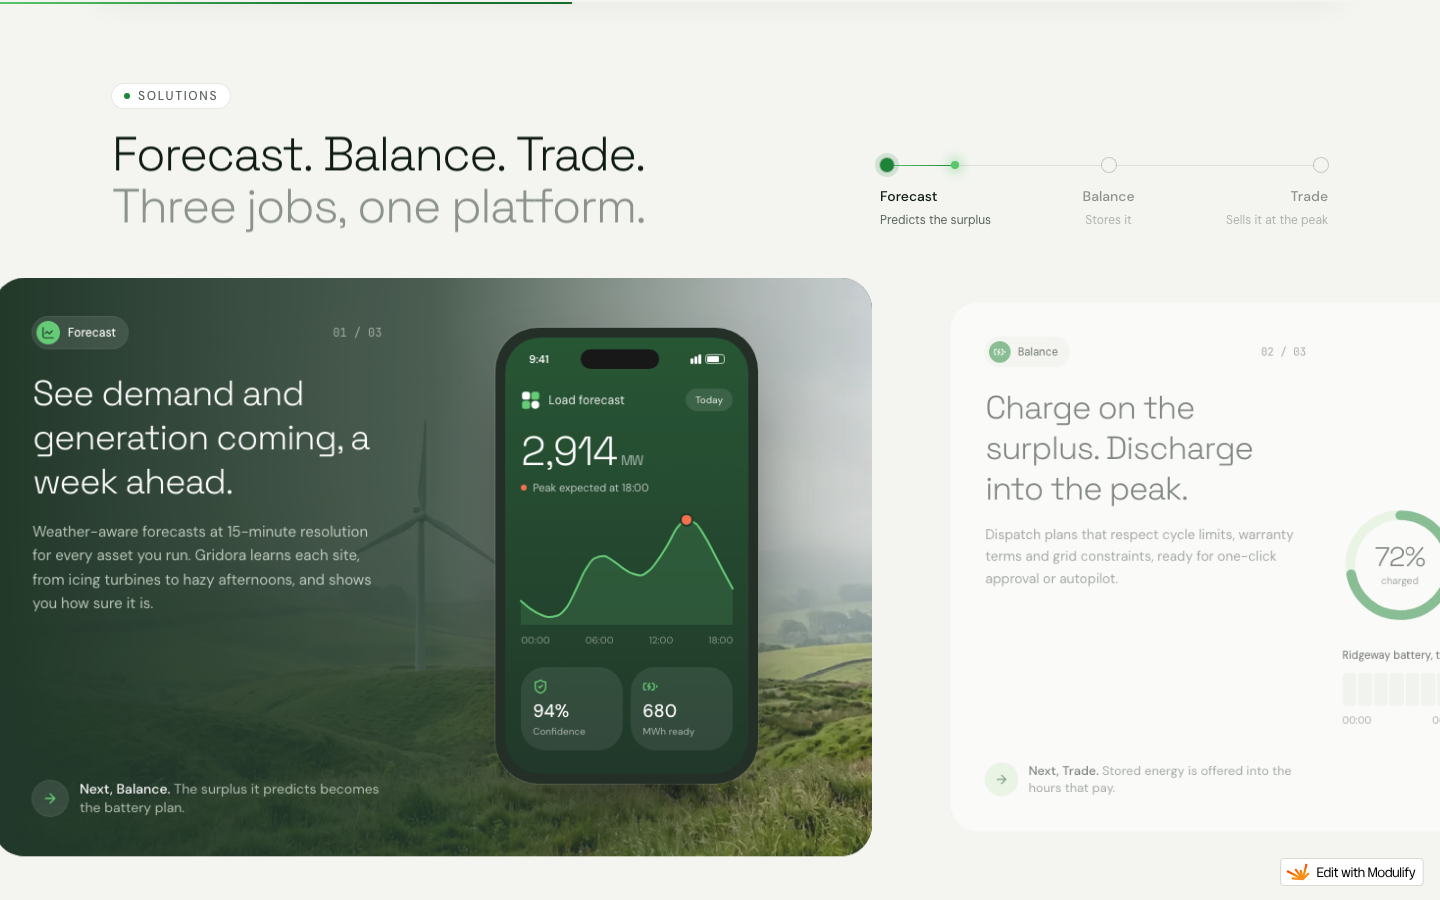 SOLUTIONS
Forecast. Balance. Trade.
Three jobs, one platform.
Forecast
Predicts the surplus
Balance
Stores it
Trade
Sells it at the peak
Forecast
01 / 03
See demand and
generation coming, a
week ahead.
Weather-aware forecasts at 15-minute resolution
for every asset you run. Gridora learns each site,
from icing turbines to hazy afternoons, and shows
you how sure it is.
Next, Balance. The surplus it predicts becomes
the battery plan.
9:41
Load forecast
Today
2,914 MW
Peak expected at 18:00
00:00 06:00 12:00 18:00
94%
Confidence
680
MWh ready
Balance
02 / 03
Charge on the
surplus. Discharge
into the peak.
Dispatch plans that respect cycle limits, warranty
terms and grid constraints, ready for one-click
approval or autopilot.
72%
charged
Ridgeway battery, t
00:00
Next, Trade. Stored energy is offered into the
hours that pay.
Edit with Modulify